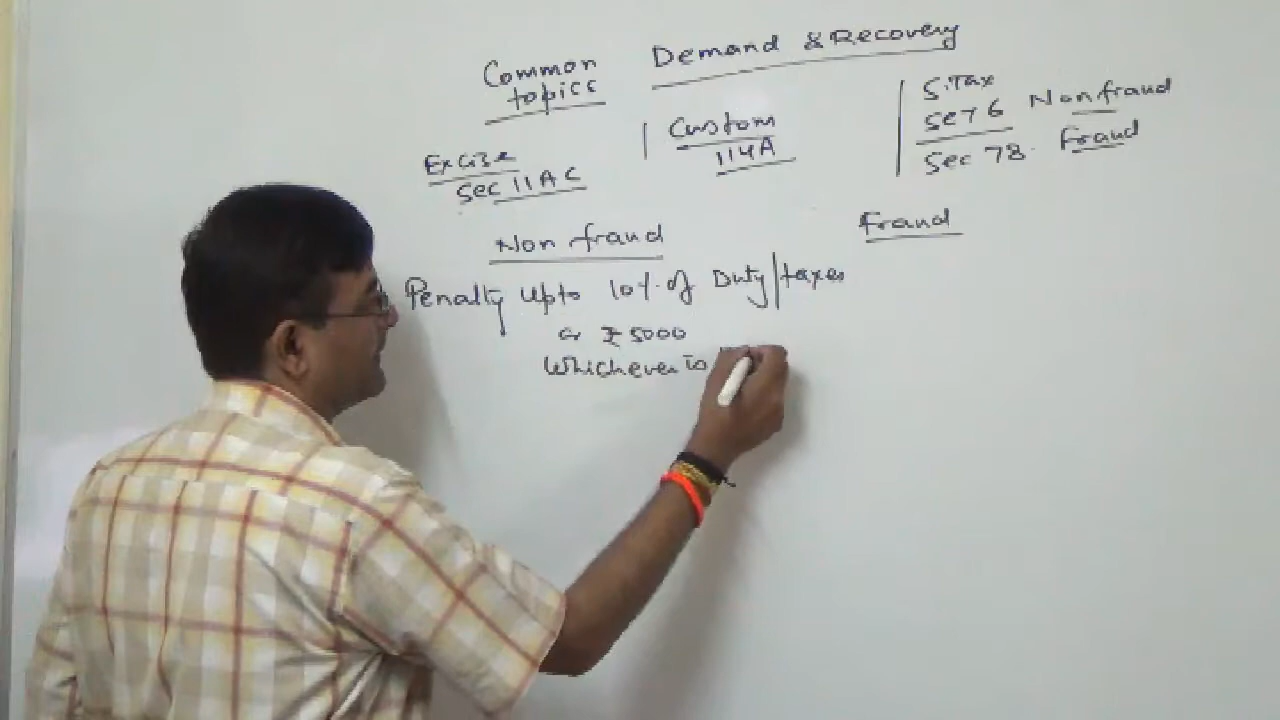 Common Demand & Recovery
topics
Excise
Sec 11AC
Custom
114A
S.Tax
Sec 76 Nonfraud
Sec 78. Fraud
Non fraud
Fraud
Penalty upto 10% of Duty/taxes
or ₹ 5000
Whichever is